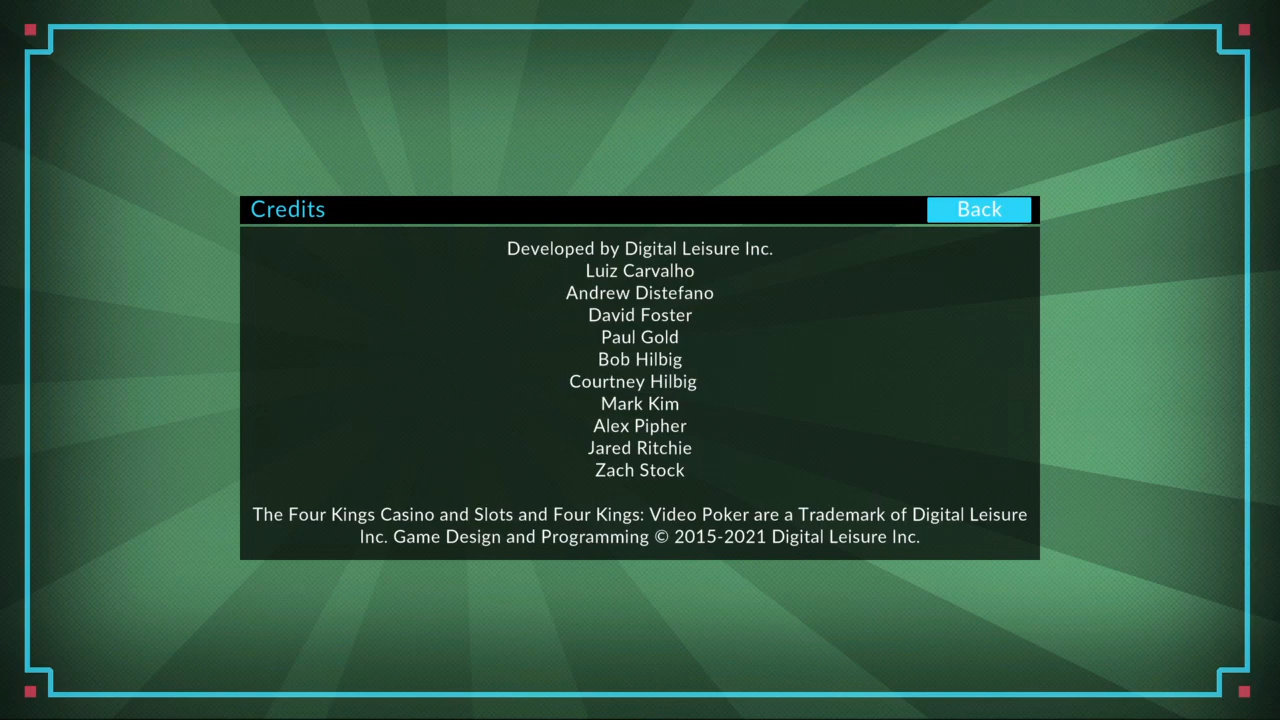 Credits
Back
Developed by Digital Leisure Inc.
Luiz Carvalho
Andrew Distefano
David Foster
Paul Gold
Bob Hilbig
Courtney Hilbig
Mark Kim
Alex Pipher
Jared Ritchie
Zach Stock
The Four Kings Casino and Slots and Four Kings: Video Poker are a Trademark of Digital Leisure
Inc. Game Design and Programming © 2015-2021 Digital Leisure Inc.